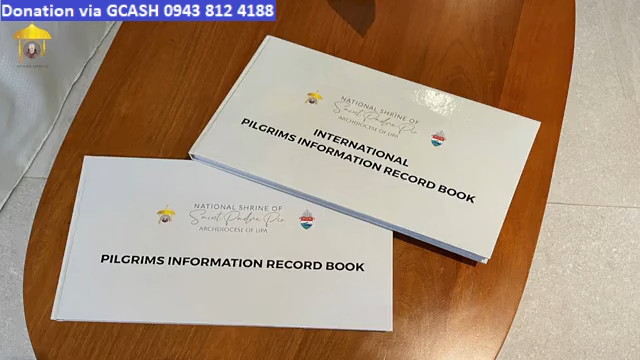 Donation via GCASH 0943 812 4188
NATIONAL SHRINE OF
Saint Padre Pio
ARCHDIOCESE OF LIPA
INTERNATIONAL
PILGRIMS INFORMATION RECORD BOOK
NATIONAL SHRINE OF
Saint Padre Pio
ARCHDIOCESE OF LIPA
PILGRIMS INFORMATION RECORD BOOK